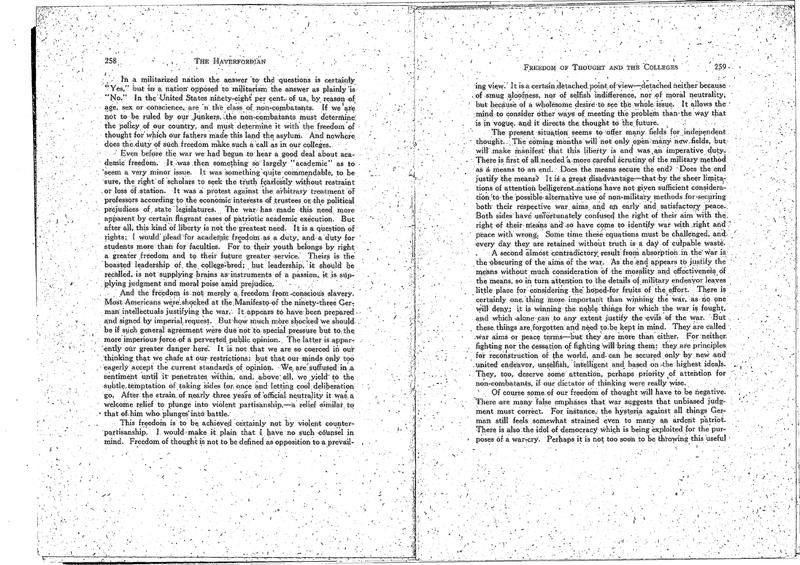 258 THE HAVERFORDIAN
In a militarized nation the answer to the questions is certainly
"Yes," but in a nation opposed to militarism the answer as plainly is
"No." In the United States ninety-eight per cent. of us, by reason of
age, sex or conscience, are in the class of non-combatants. If we are
not to be ruled by our Junkers, the non-combatants must determine
the policy of our country, and must determine it with the freedom of
thought for which our fathers made this land the asylum. And nowhere
does the duty of such freedom make such a call as in our colleges.
Even before the war we had begun to hear a good deal about aca-
demic freedom. It was then something so largely "academic" as to
seem a very minor issue. It was something quite commendable, to be
sure, the right of scholars to seek the truth fearlessly without restraint
or loss of station. It was a protest against the arbitrary treatment of
professors according to the economic interests of trustees or the political
prejudices of state legislatures. The war has made this need more
apparent by certain flagrant cases of patriotic academic execution. But
after all, this kind of liberty is not the greatest need. It is a question of
rights; I would plead for academic freedom as a duty, and a duty for
students more than for faculties. For to their youth belongs by right
a greater freedom and to their future greater service. Theirs is the
boasted leadership of the college-bred; but leadership, it should be
recalled, is not supplying brains as instruments of a passion, it is sup-
plying judgment and moral poise amid prejudice.
And the freedom is not merely a freedom from conscious slavery.
Most Americans were shocked at the Manifesto of the ninety-three Ger-
man intellectuals justifying the war. It appears to have been prepared
and signed by imperial request. But how much more shocked we should
be if such general agreement were due not to special pressure but to the
more imperious force of a perverted public opinion. The latter is appar-
ently our greater danger here. It is not that we are so coerced in our
thinking that we chafe at our restrictions; but that our minds only too
eagerly accept the current standards of opinion. We are suffused in a
sentiment until it penetrates within, and, above all, we yield to the
subtle temptation of taking sides for once and letting cool deliberation
go. After the strain of nearly three years of official neutrality it was a
welcome relief to plunge into violent partisanship,—a relief similar to
that of him who plunges into battle.
This freedom is to be achieved certainly not by violent counter-
partisanship. I would make it plain that I have no such counsel in
mind. Freedom of thought is not to be defined as opposition to a prevail-
FREEDOM OF THOUGHT AND THE COLLEGES 259
ing view. It is a certain detached point of view—detached neither because
of smug aloofness, nor of selfish indifference, nor of moral neutrality,
but because of a wholesome desire to see the whole issue. It allows the
mind to consider other ways of meeting the problem than the way that
is in vogue, and it directs the thought to the future.
The present situation seems to offer many fields for independent
thought. The coming months will not only open many new fields, but
will make manifest that this liberty is and was an imperative duty.
There is first of all needed a more careful scrutiny of the military method
as a means to an end. Does the means secure the end? Does the end
justify the means? It is a great disadvantage—that by the sheer limita-
tions of attention belligerent nations have not given sufficient considera-
tion to the possible alternative use of non-military methods for securing
both their respective war aims and an early and satisfactory peace.
Both sides have unfortunately confused the right of their aim with the
right of their means and so have come to identify war with right and
peace with wrong. Some time these equations must be challenged, and
every day they are retained without truth is a day of culpable waste.
A second almost contradictory result from absorption in the war is
the obscuring of the aims of the war. As the end appears to justify the
means without much consideration of the morality and effectiveness of
the means, so in turn attention to the details of military endeavor leaves
little place for considering the hoped-for fruits of the effort. There is
certainly one thing more important than winning the war, as no one
will deny; it is winning the noble things for which the war is fought,
and which alone can to any extent justify the evils of the war. But
these things are forgotten and need to be kept in mind. They are called
war aims or peace terms—but they are more than either. For neither
fighting nor the cessation of fighting will bring them; they are principles
for reconstruction of the world, and can be secured only by new and
united endeavor, unselfish, intelligent and based on the highest ideals.
They, too, deserve some attention, perhaps priority of attention for
non-combatants, if our dictator of thinking were really wise.
Of course some of our freedom of thought will have to be negative.
There are many false emphases that war suggests that unbiased judg-
ment must correct. For instance, the hysteria against all things Ger-
man still feels somewhat strained even to many an ardent patriot.
There is also the idol of democracy which is being exploited for the pur-
poses of a war-cry. Perhaps it is not too soon to be throwing this useful